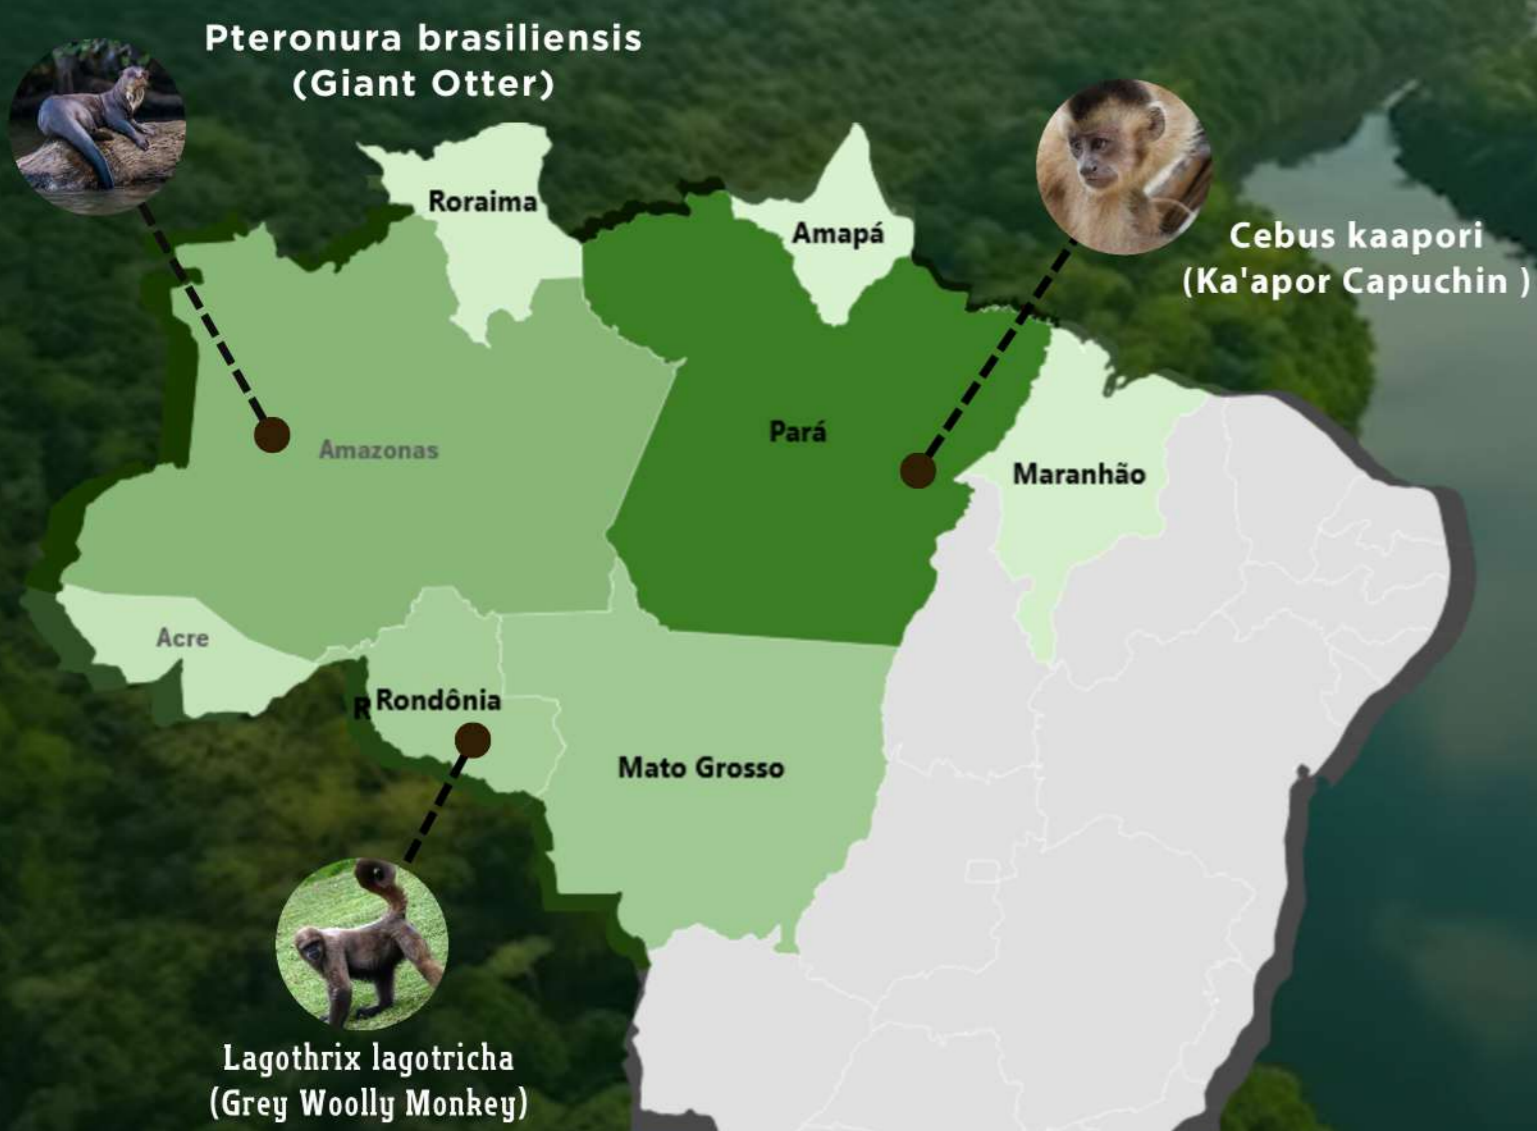 Pteronura brasiliensis
(Giant Otter)
Roraima
Amapá
Cebus kaapori
(Ka'apor Capuchin )
Amazonas
Pará
Maranhão
Acre
R
Rondônia
Mato Grosso
Lagothrix lagotricha
(Grey Woolly Monkey)